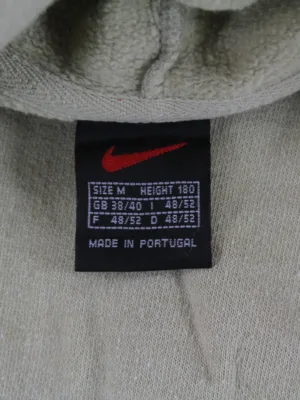 SIZE M HEIGHT 180
GB 38/40 I 48/52
F 48/52 D 48/52
MADE IN PORTUGAL